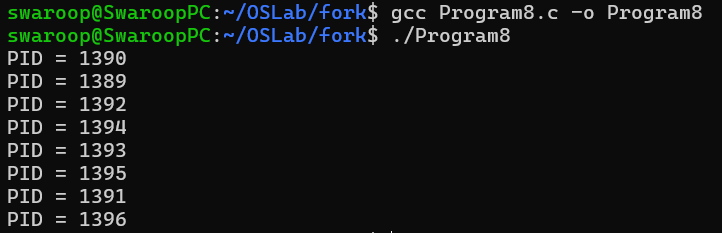 swaroop@SwaroopPC:~/OSLab/fork$ gcc Program8.c -o Program8
swaroop@SwaroopPC:~/OSLab/fork$ ./Program8
PID = 1390
PID = 1389
PID = 1392
PID = 1394
PID = 1393
PID = 1395
PID = 1391
PID = 1396